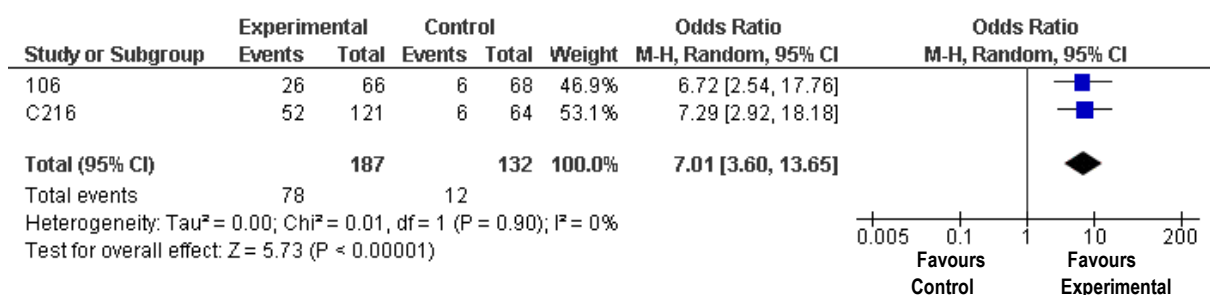 Experimental Control Odds Ratio Odds Ratio
Study or Subgroup Events Total Events Total Weight M-H, Random, 95% CI M-H, Random, 95% CI
106 26 66 6 68 46.9% 6.72 [2.54, 17.76]
C216 52 121 6 64 53.1% 7.29 [2.92, 18.18]
Total (95% CI) 187 132 100.0% 7.01 [3.60, 13.65]
Total events 78 12
Heterogeneity: Tau² = 0.00; Chi² = 0.01, df = 1 (P = 0.90); I² = 0%
Test for overall effect: Z = 5.73 (P < 0.00001)
0.005 0.1 1 10 200
Favours Favours
Control Experimental